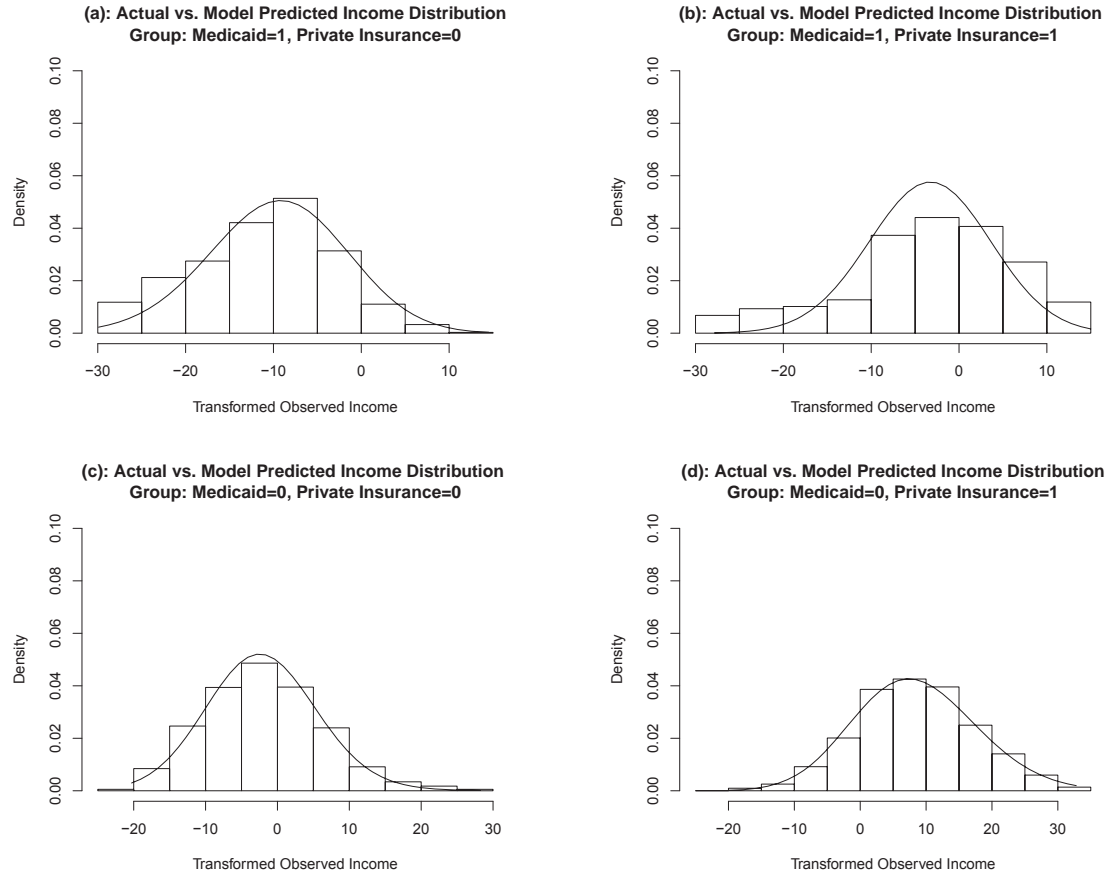 (a): Actual vs. Model Predicted Income Distribution
Group: Medicaid=1, Private Insurance=0
Density
0.00 0.02 0.04 0.06 0.08 0.10
−30 −20 −10 0 10
Transformed Observed Income
(b): Actual vs. Model Predicted Income Distribution
Group: Medicaid=1, Private Insurance=1
Density
0.00 0.02 0.04 0.06 0.08 0.10
−30 −20 −10 0 10
Transformed Observed Income
(c): Actual vs. Model Predicted Income Distribution
Group: Medicaid=0, Private Insurance=0
Density
0.00 0.02 0.04 0.06 0.08 0.10
−20 −10 0 10 20 30
Transformed Observed Income
(d): Actual vs. Model Predicted Income Distribution
Group: Medicaid=0, Private Insurance=1
Density
0.00 0.02 0.04 0.06 0.08 0.10
−20 −10 0 10 20 30
Transformed Observed Income